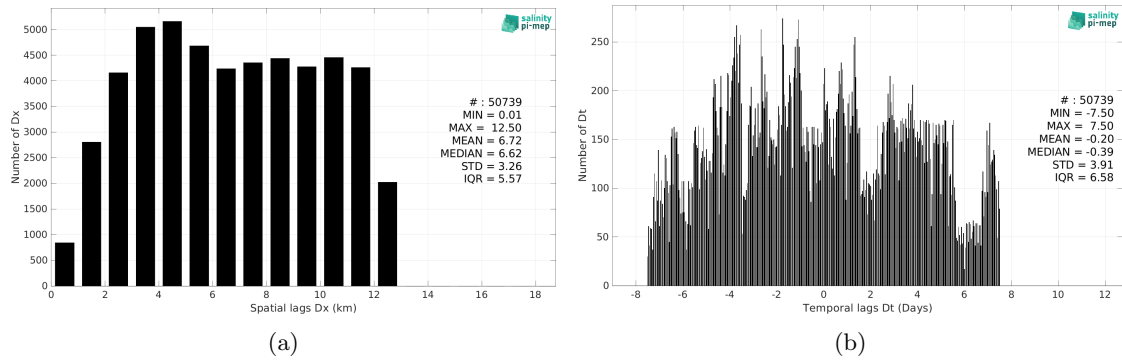 salinity
pi-mep
5000
4500
4000
3500
3000
2500
2000
1500
1000
500
0
Number of Dx
# : 50739
MIN = 0.01
MAX = 12.50
MEAN = 6.72
MEDIAN = 6.62
STD = 3.26
IQR = 5.57
0 2 4 6 8 10 12 14 16 18
Spatial lags Dx (km)
(a)
salinity
pi-mep
250
200
150
100
50
0
Number of Dt
# : 50739
MIN = -7.50
MAX = 7.50
MEAN = -0.20
MEDIAN = -0.39
STD = 3.91
IQR = 6.58
-8 -6 -4 -2 0 2 4 6 8 10 12
Temporal lags Dt (Days)
(b)